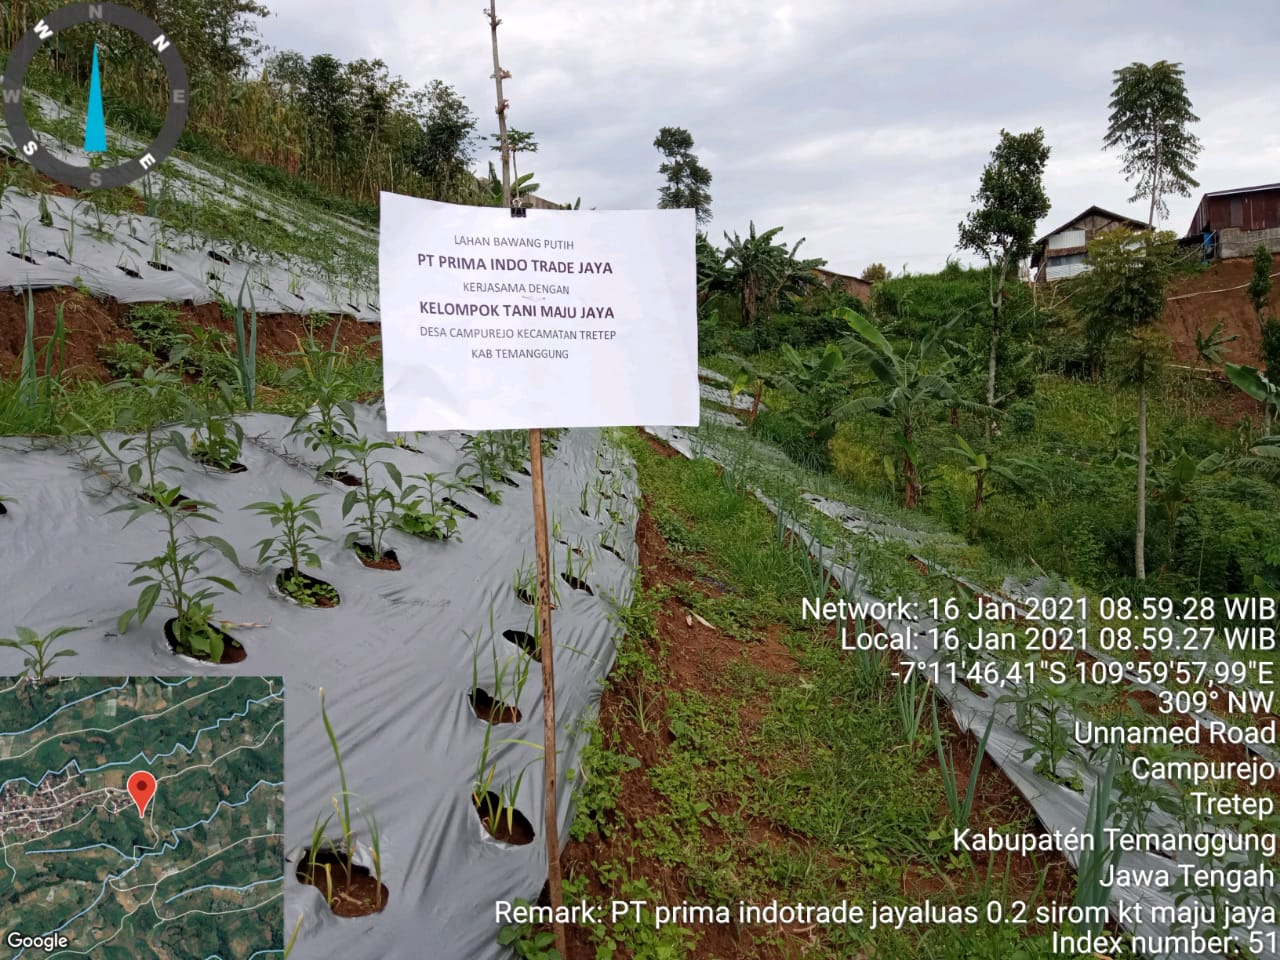 N
N
E
E
S
S
W
W
LAHAN BAWANG PUTIH
PT PRIMA INDO TRADE JAYA
KERJASAMA DENGAN
KELOMPOK TANI MAJU JAYA
DESA CAMPUREJO KECAMATAN TRETEP
KAB TEMANGGUNG
Network: 16 Jan 2021 08.59.28 WIB
Local: 16 Jan 2021 08.59.27 WIB
-7°11'46,41"S 109°59'57,99"E
309° NW
Unnamed Road
Campurejo
Tretep
Kabupatén Temanggung
Jawa Tengah
Remark: PT prima indotrade jayaluas 0.2 sirom kt maju jaya
Index number: 51
Google